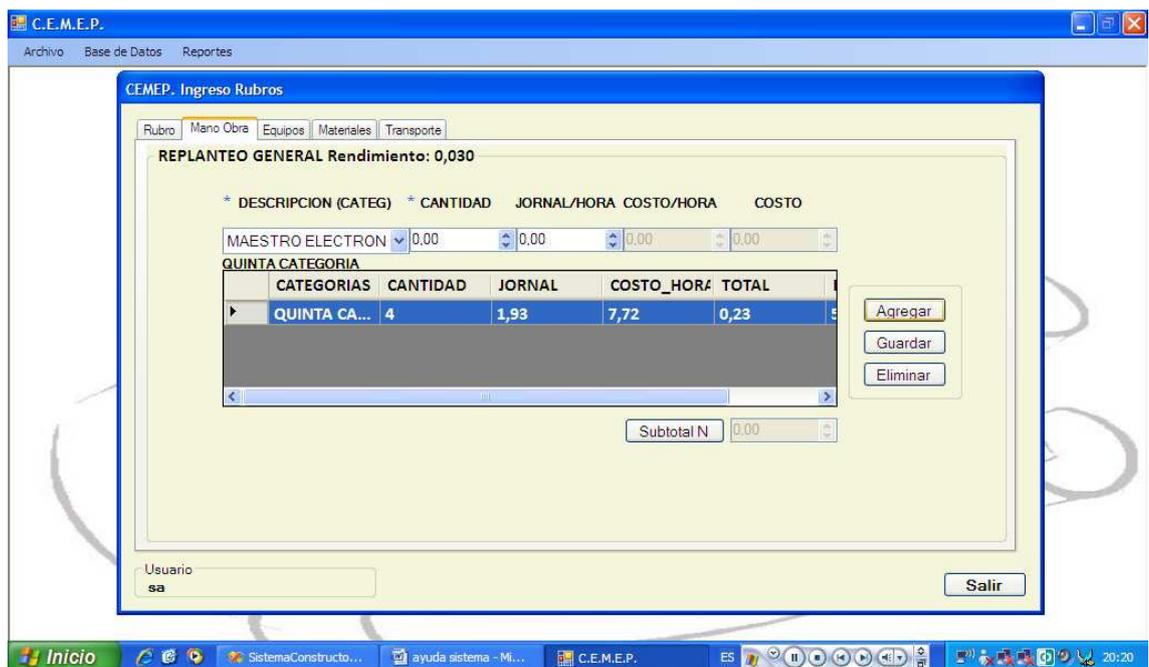 C.E.M.E.P.
Archivo Base de Datos Reportes
CEMEP. Ingreso Rubros
Rubro Mano Obra Equipos Materiales Transporte
REPLANTEO GENERAL Rendimiento: 0,030
* DESCRIPCION (CATEG) * CANTIDAD JORNAL/HORA COSTO/HORA COSTO
MAESTRO ELECTRON 0,00 0,00 0,00 0,00
QUINTA CATEGORIA
CATEGORIAS CANTIDAD JORNAL COSTO_HORA TOTAL
QUINTA CA... 4 1,93 7,72 0,23 5
Agregar
Guardar
Eliminar
Subtotal N 0,00
Usuario
sa
Salir
Inicio SistemaConstructo... ayuda sistema - Mi... C.E.M.E.P. ES 20:20